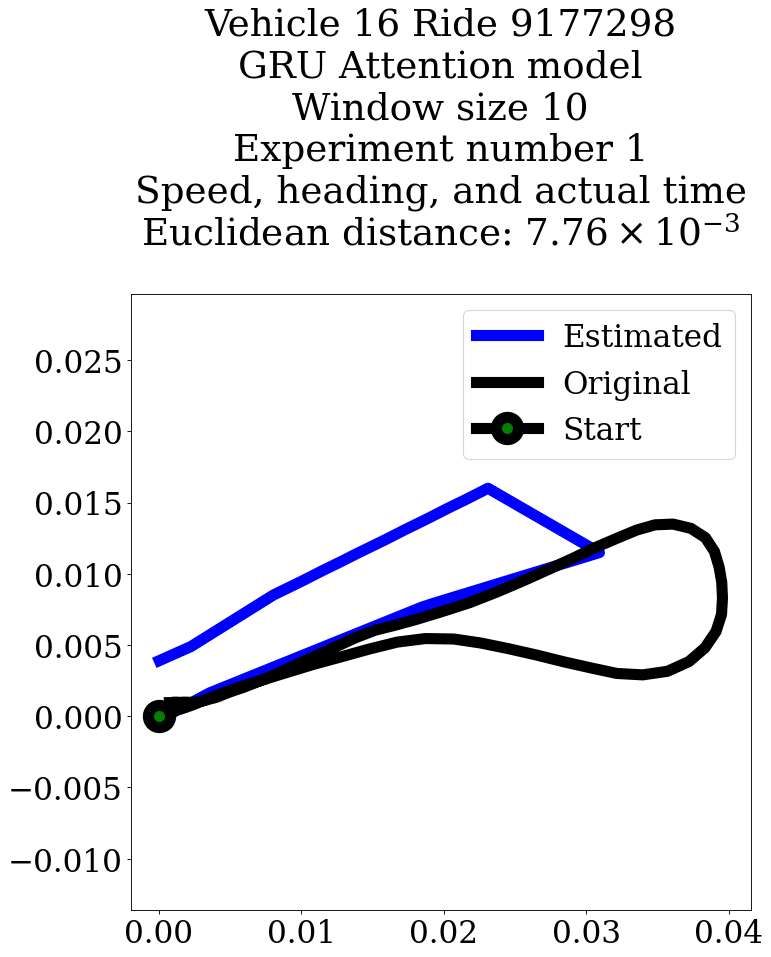 Vehicle 16 Ride 9177298
GRU Attention model
Window size 10
Experiment number 1
Speed, heading, and actual time
Euclidean distance: 7.76 × 10⁻³
Estimated
Original
Start
0.025
0.020
0.015
0.010
0.005
0.000
−0.005
−0.010
0.00 0.01 0.02 0.03 0.04